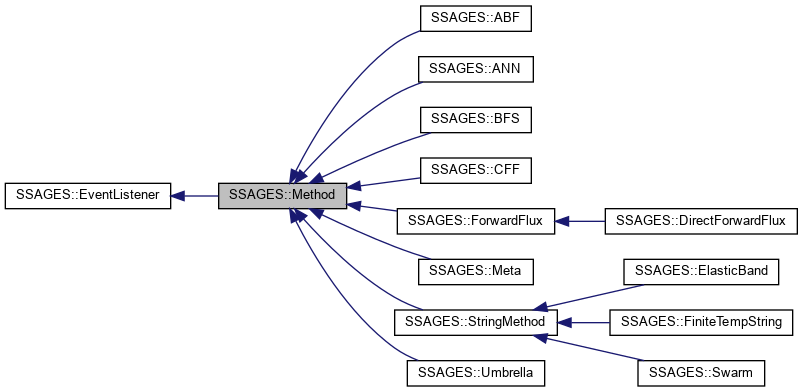 SSAGES::ABF
SSAGES::ANN
SSAGES::BFS
SSAGES::CFF
SSAGES::EventListener
SSAGES::Method
SSAGES::ForwardFlux
SSAGES::DirectForwardFlux
SSAGES::Meta
SSAGES::ElasticBand
SSAGES::StringMethod
SSAGES::FiniteTempString
SSAGES::Umbrella
SSAGES::Swarm